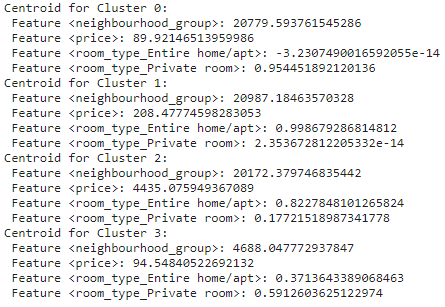 Centroid for Cluster 0:
Feature <neighbourhood_group>: 20779.593761545286
Feature <price>: 89.92146513959986
Feature <room_type_Entire home/apt>: -3.2307490016592055e-14
Feature <room_type_Private room>: 0.954451892120136
Centroid for Cluster 1:
Feature <neighbourhood_group>: 20987.18463570328
Feature <price>: 208.47774598283053
Feature <room_type_Entire home/apt>: 0.998679286814812
Feature <room_type_Private room>: 2.353672812205332e-14
Centroid for Cluster 2:
Feature <neighbourhood_group>: 20172.379746835442
Feature <price>: 4435.075949367089
Feature <room_type_Entire home/apt>: 0.8227848101265824
Feature <room_type_Private room>: 0.17721518987341778
Centroid for Cluster 3:
Feature <neighbourhood_group>: 4688.047772937847
Feature <price>: 94.54840522692132
Feature <room_type_Entire home/apt>: 0.3713643389068463
Feature <room_type_Private room>: 0.5912603625122974